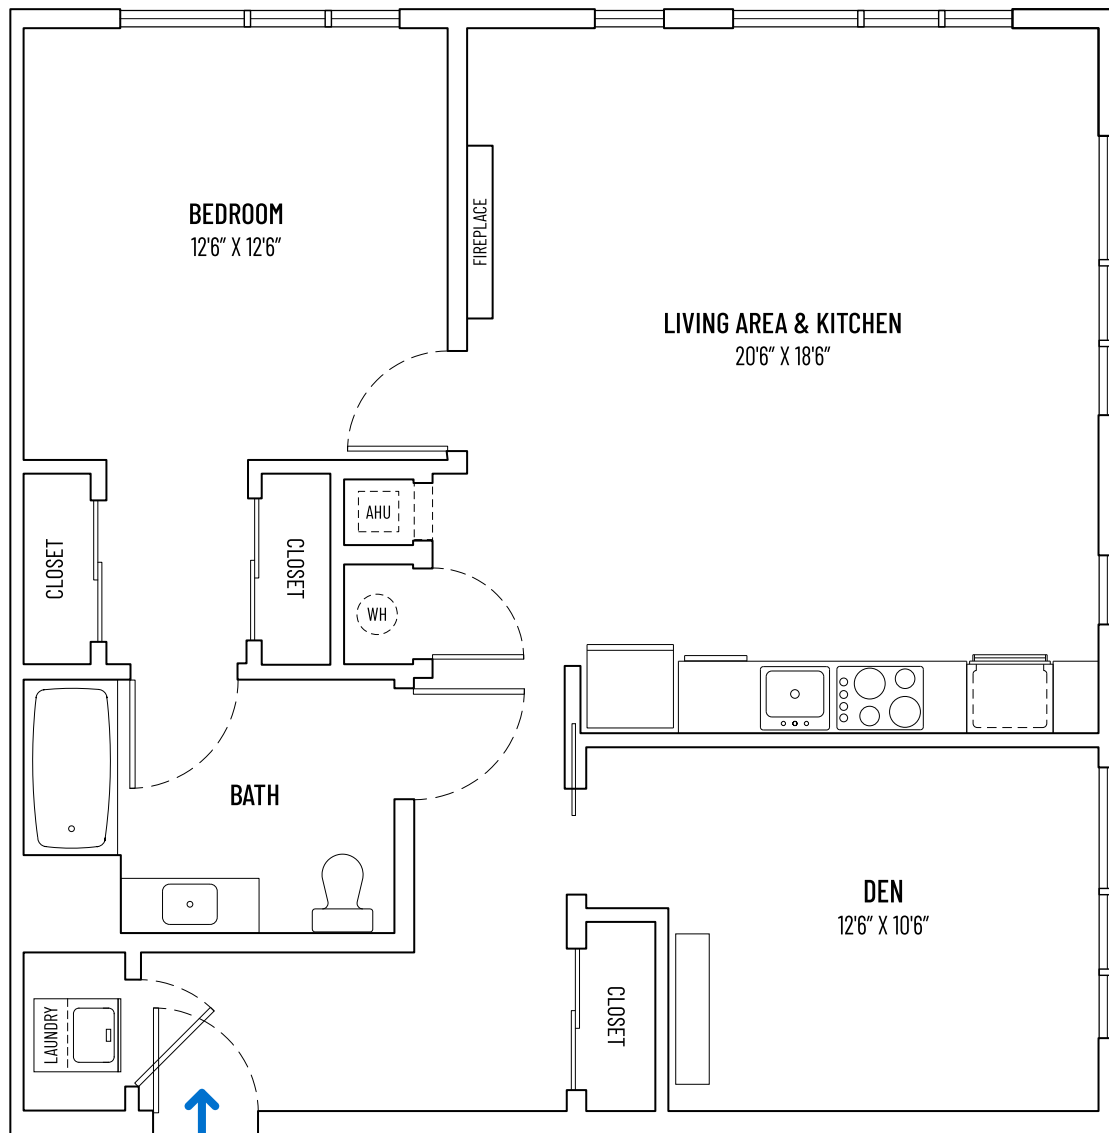 BEDROOM
12'6" X 12'6"
FIREPLACE
LIVING AREA & KITCHEN
20'6" X 18'6"
CLOSET
CLOSET
AHU
WH
BATH
DEN
12'6" X 10'6"
CLOSET
LAUNDRY